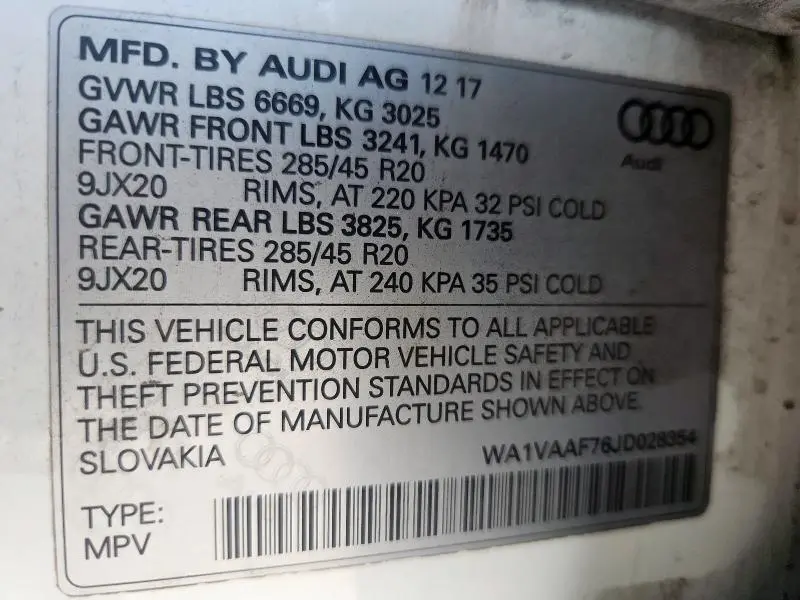 MFD. BY AUDI AG 12 17
GVWR LBS 6669, KG 3025
GAWR FRONT LBS 3241, KG 1470
FRONT-TIRES 285/45 R20
9JX20 RIMS, AT 220 KPA 32 PSI COLD
GAWR REAR LBS 3825, KG 1735
REAR-TIRES 285/45 R20
9JX20 RIMS, AT 240 KPA 35 PSI COLD
Audi
THIS VEHICLE CONFORMS TO ALL APPLICABLE
U.S. FEDERAL MOTOR VEHICLE SAFETY AND
THEFT PREVENTION STANDARDS IN EFFECT ON
THE DATE OF MANUFACTURE SHOWN ABOVE.
SLOVAKIA WA1VAAF76JD028354
TYPE:
MPV